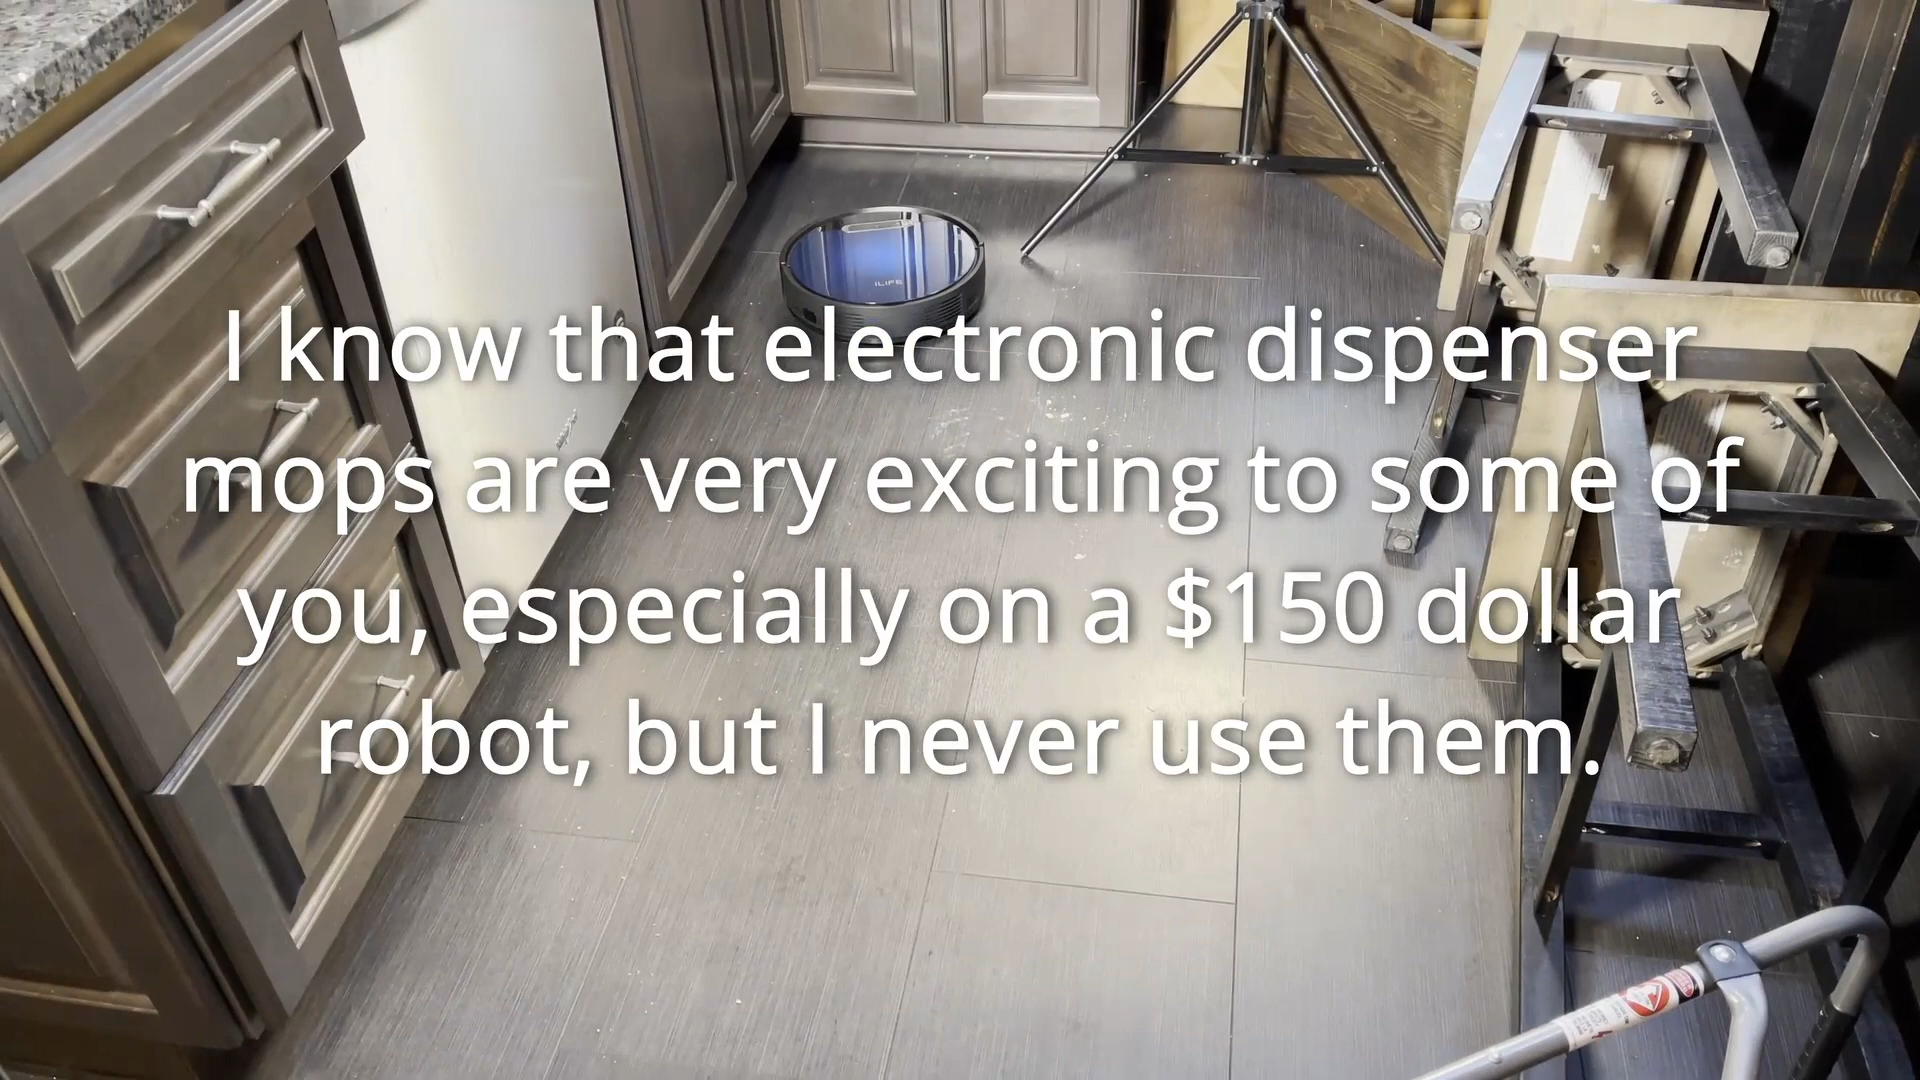 ILIFE
I know that electronic dispenser
mops are very exciting to some of
you, especially on a $150 dollar
robot, but I never use them.